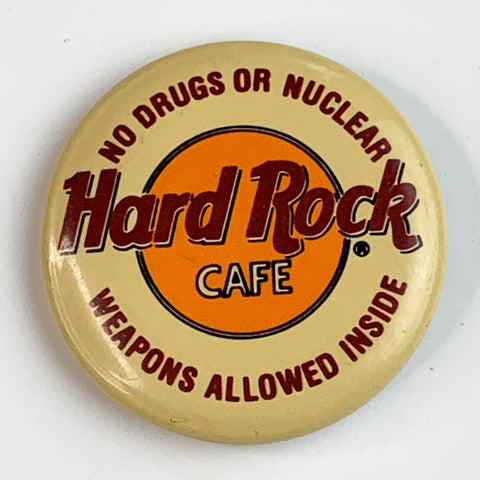 NO DRUGS OR NUCLEAR
Hard Rock®
CAFE
WEAPONS ALLOWED INSIDE